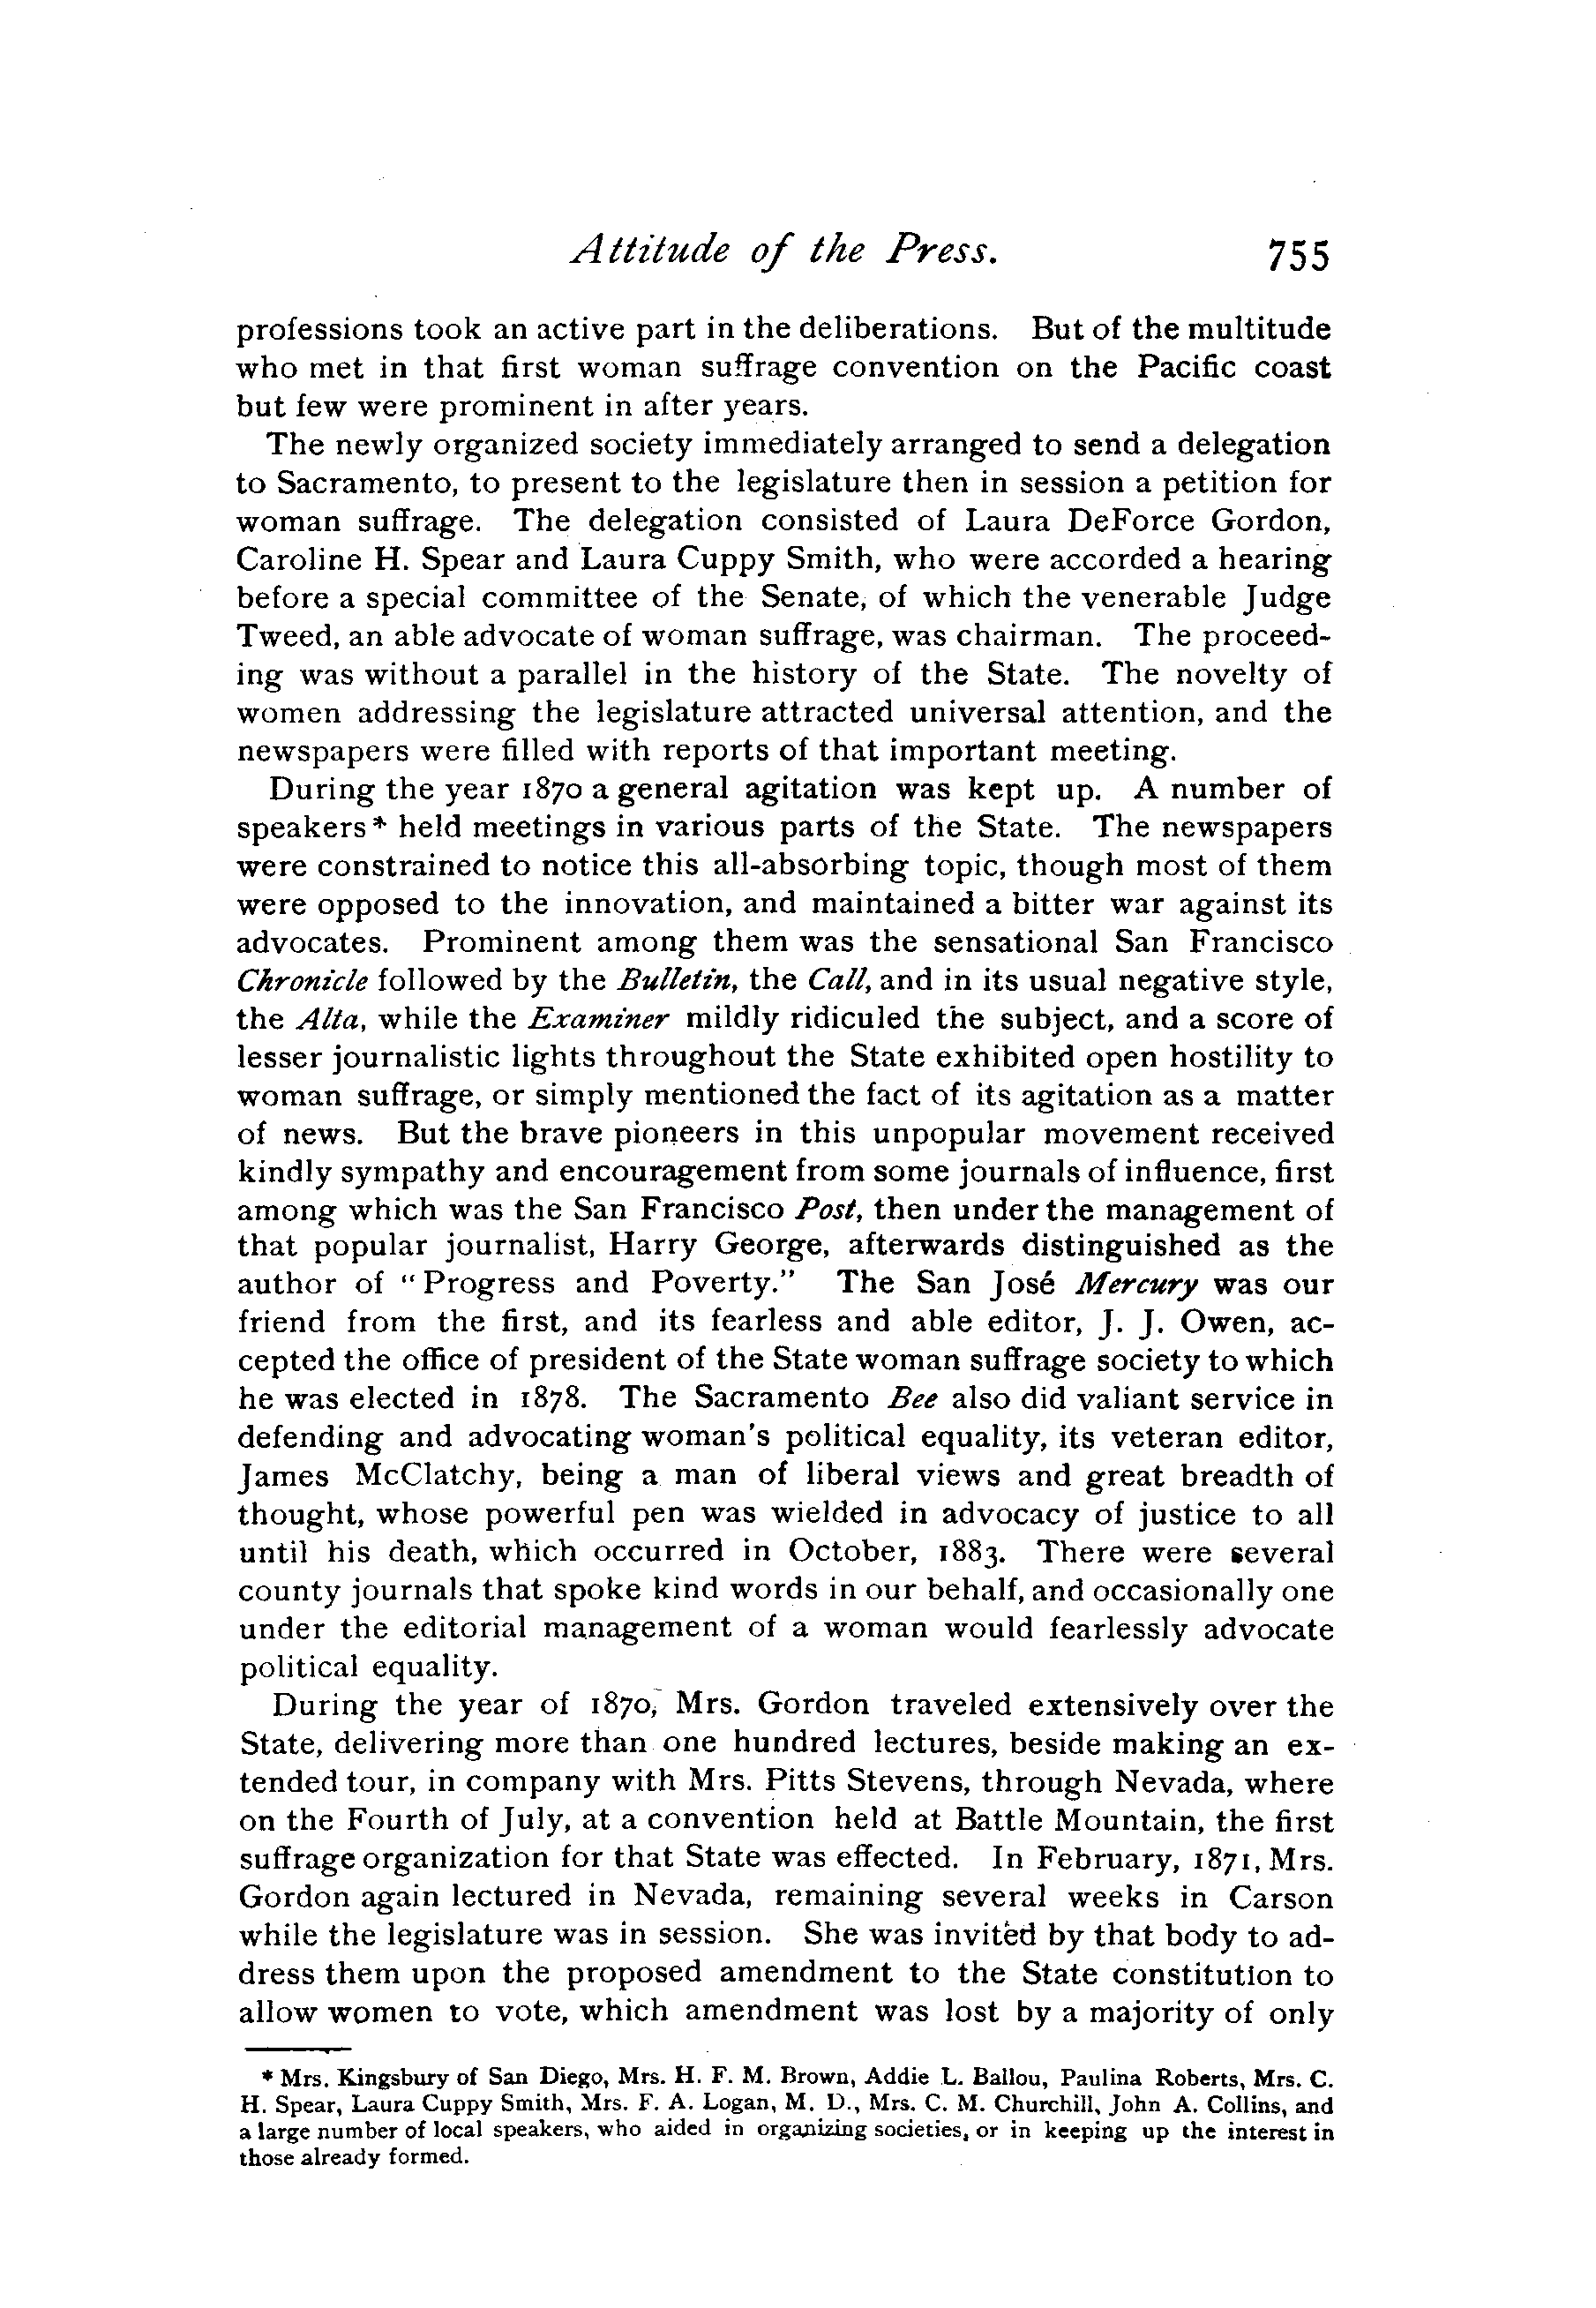 Attitude of the Press. 755
professions took an active part in the deliberations. But of the multitude
who met in that first woman suffrage convention on the Pacific coast
but few were prominent in after years.
The newly organized society immediately arranged to send a delegation
to Sacramento, to present to the legislature then in session a petition for
woman suffrage. The delegation consisted of Laura DeForce Gordon,
Caroline H. Spear and Laura Cuppy Smith, who were accorded a hearing
before a special committee of the Senate, of which the venerable Judge
Tweed, an able advocate of woman suffrage, was chairman. The proceed-
ing was without a parallel in the history of the State. The novelty of
women addressing the legislature attracted universal attention, and the
newspapers were filled with reports of that important meeting.
During the year 1870 a general agitation was kept up. A number of
speakers* held meetings in various parts of the State. The newspapers
were constrained to notice this all-absorbing topic, though most of them
were opposed to the innovation, and maintained a bitter war against its
advocates. Prominent among them was the sensational San Francisco
Chronicle followed by the Bulletin, the Call, and in its usual negative style,
the Alta, while the Examiner mildly ridiculed the subject, and a score of
lesser journalistic lights throughout the State exhibited open hostility to
woman suffrage, or simply mentioned the fact of its agitation as a matter
of news. But the brave pioneers in this unpopular movement received
kindly sympathy and encouragement from some journals of influence, first
among which was the San Francisco Post, then under the management of
that popular journalist, Harry George, afterwards distinguished as the
author of "Progress and Poverty." The San José Mercury was our
friend from the first, and its fearless and able editor, J. J. Owen, ac-
cepted the office of president of the State woman suffrage society to which
he was elected in 1878. The Sacramento Bee also did valiant service in
defending and advocating woman's political equality, its veteran editor,
James McClatchy, being a man of liberal views and great breadth of
thought, whose powerful pen was wielded in advocacy of justice to all
until his death, which occurred in October, 1883. There were several
county journals that spoke kind words in our behalf, and occasionally one
under the editorial management of a woman would fearlessly advocate
political equality.
During the year of 1870, Mrs. Gordon traveled extensively over the
State, delivering more than one hundred lectures, beside making an ex-
tended tour, in company with Mrs. Pitts Stevens, through Nevada, where
on the Fourth of July, at a convention held at Battle Mountain, the first
suffrage organization for that State was effected. In February, 1871, Mrs.
Gordon again lectured in Nevada, remaining several weeks in Carson
while the legislature was in session. She was invited by that body to ad-
dress them upon the proposed amendment to the State constitution to
allow women to vote, which amendment was lost by a majority of only
* Mrs. Kingsbury of San Diego, Mrs. H. F. M. Brown, Addie L. Ballou, Paulina Roberts, Mrs. C.
H. Spear, Laura Cuppy Smith, Mrs. F. A. Logan, M. D., Mrs. C. M. Churchill, John A. Collins, and
a large number of local speakers, who aided in organizing societies, or in keeping up the interest in
those already formed.